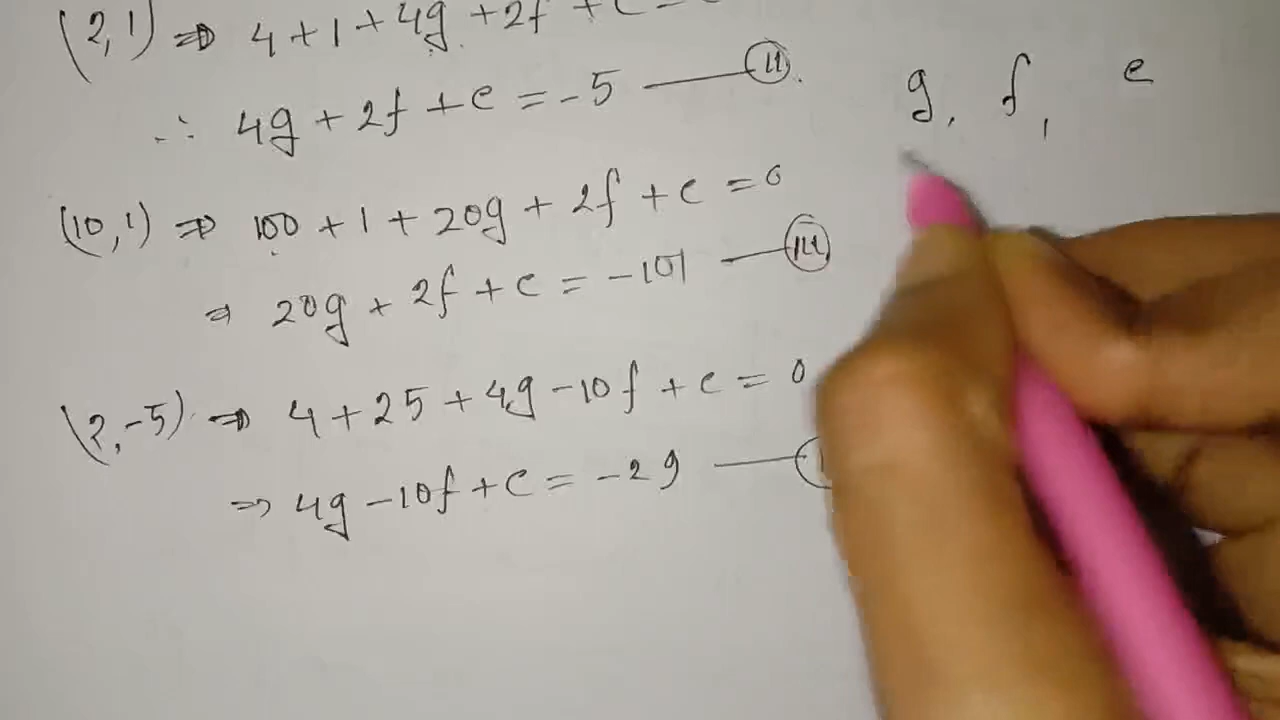 (2,1) ⇒ 4+1+4g+2f+c=
∴ 4g+2f+c=-5 —— (II)
g, f, c
(10,1) ⇒ 100+1+20g+2f+c=0
⇒ 20g+2f+c=-101 —— (III)
(2,-5) ⇒ 4+25+4g-10f+c=0
⇒ 4g-10f+c=-29 ——